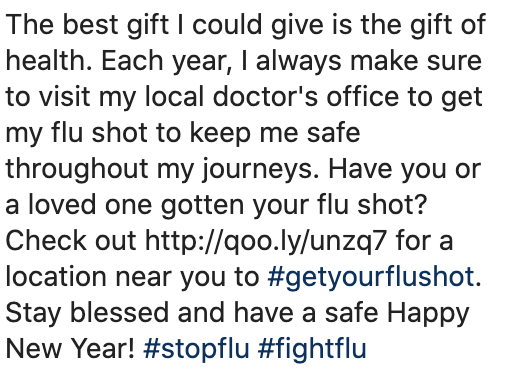 The best gift I could give is the gift of
health. Each year, I always make sure
to visit my local doctor's office to get
my flu shot to keep me safe
throughout my journeys. Have you or
a loved one gotten your flu shot?
Check out http://qoo.ly/unzq7 for a
location near you to #getyourflushot.
Stay blessed and have a safe Happy
New Year! #stopflu #fightflu